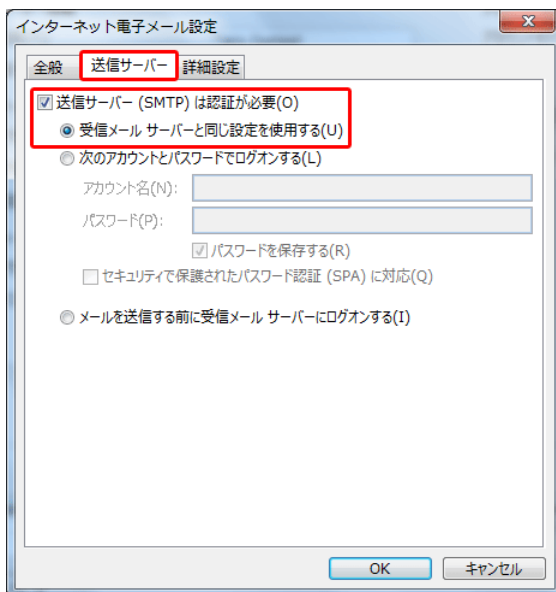 インターネット電子メール設定
全般 送信サーバー 詳細設定
送信サーバー (SMTP) は認証が必要(O)
受信メール サーバーと同じ設定を使用する(U)
次のアカウントとパスワードでログオンする(L)
アカウント名(N):
パスワード(P):
パスワードを保存する(R)
セキュリティで保護されたパスワード認証 (SPA) に対応(Q)
メールを送信する前に受信メール サーバーにログオンする(I)
OK キャンセル